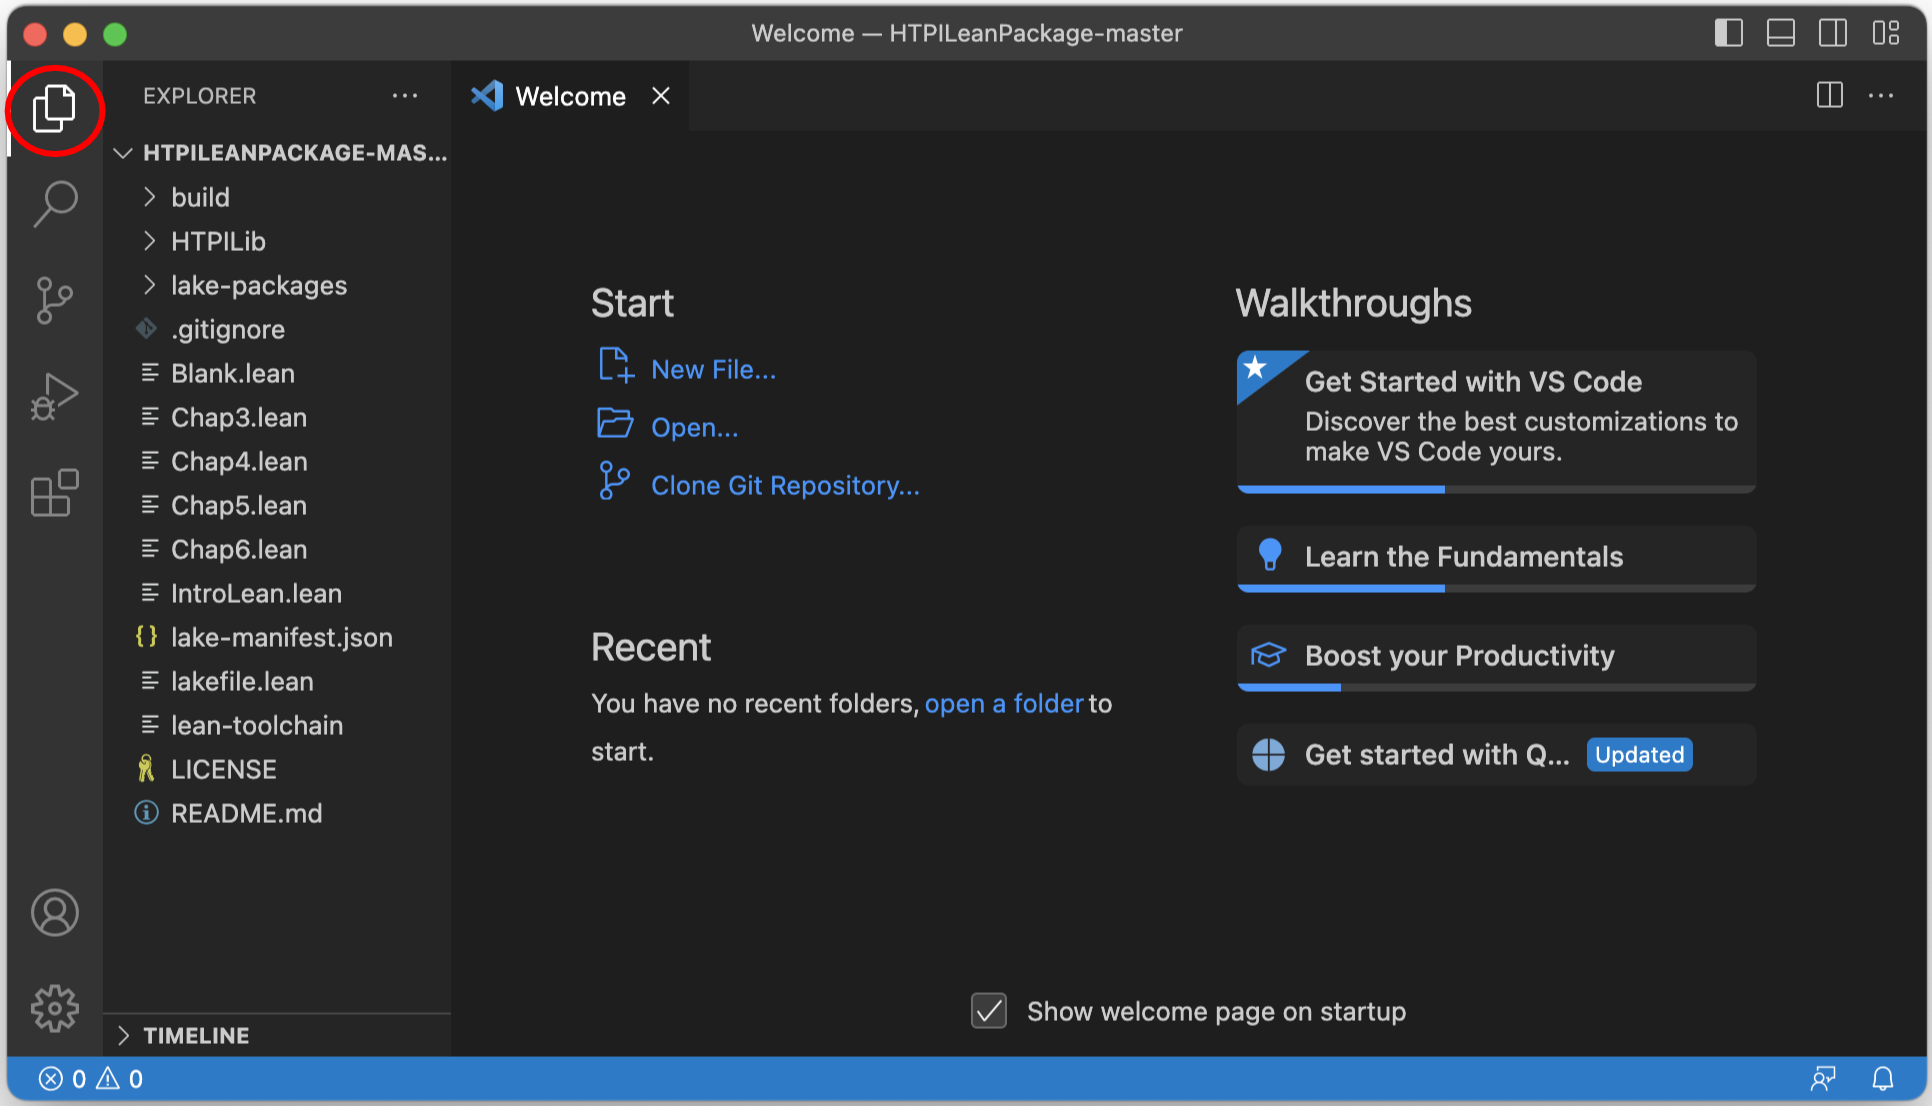 Welcome — HTPILeanPackage-master
EXPLORER
Welcome
HTPILEANPACKAGE-MAS...
build
HTPILib
lake-packages
.gitignore
Blank.lean
Chap3.lean
Chap4.lean
Chap5.lean
Chap6.lean
IntroLean.lean
lake-manifest.json
lakefile.lean
lean-toolchain
LICENSE
README.md
TIMELINE
Start
New File...
Open...
Clone Git Repository...
Recent
You have no recent folders, open a folder to
start.
Walkthroughs
Get Started with VS Code
Discover the best customizations to
make VS Code yours.
Learn the Fundamentals
Boost your Productivity
Get started with Q... Updated
Show welcome page on startup
0 0